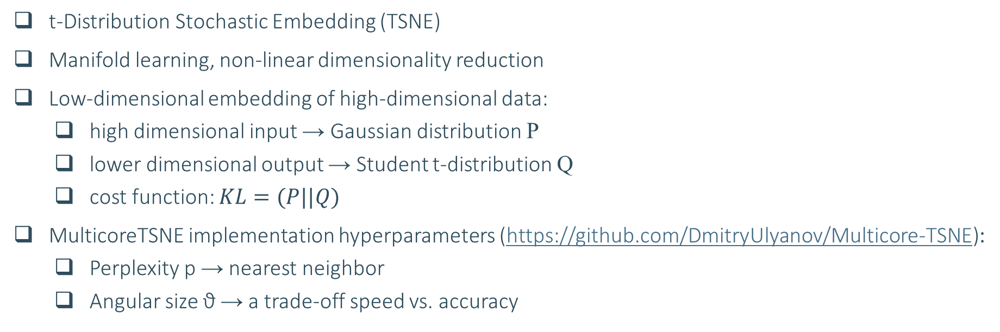 ❑ t-Distribution Stochastic Embedding (TSNE)
❑ Manifold learning, non-linear dimensionality reduction
❑ Low-dimensional embedding of high-dimensional data:
❑ high dimensional input → Gaussian distribution P
❑ lower dimensional output → Student t-distribution Q
❑ cost function: KL = (P||Q)
❑ MulticoreTSNE implementation hyperparameters (https://github.com/DmitryUlyanov/Multicore-TSNE):
❑ Perplexity p → nearest neighbor
❑ Angular size ϑ → a trade-off speed vs. accuracy